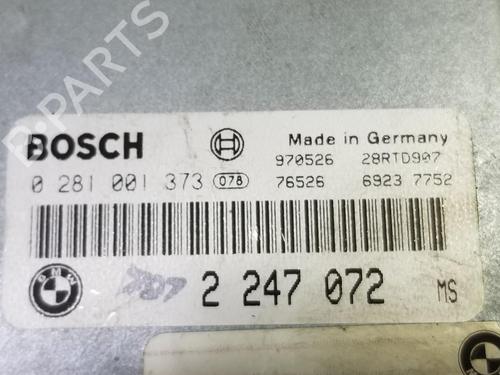 B-PARTS
BOSCH
Made in Germany
970526 28RTD907
0 281 001 373 078
76526 6923 7752
BMW
2 247 072 MS